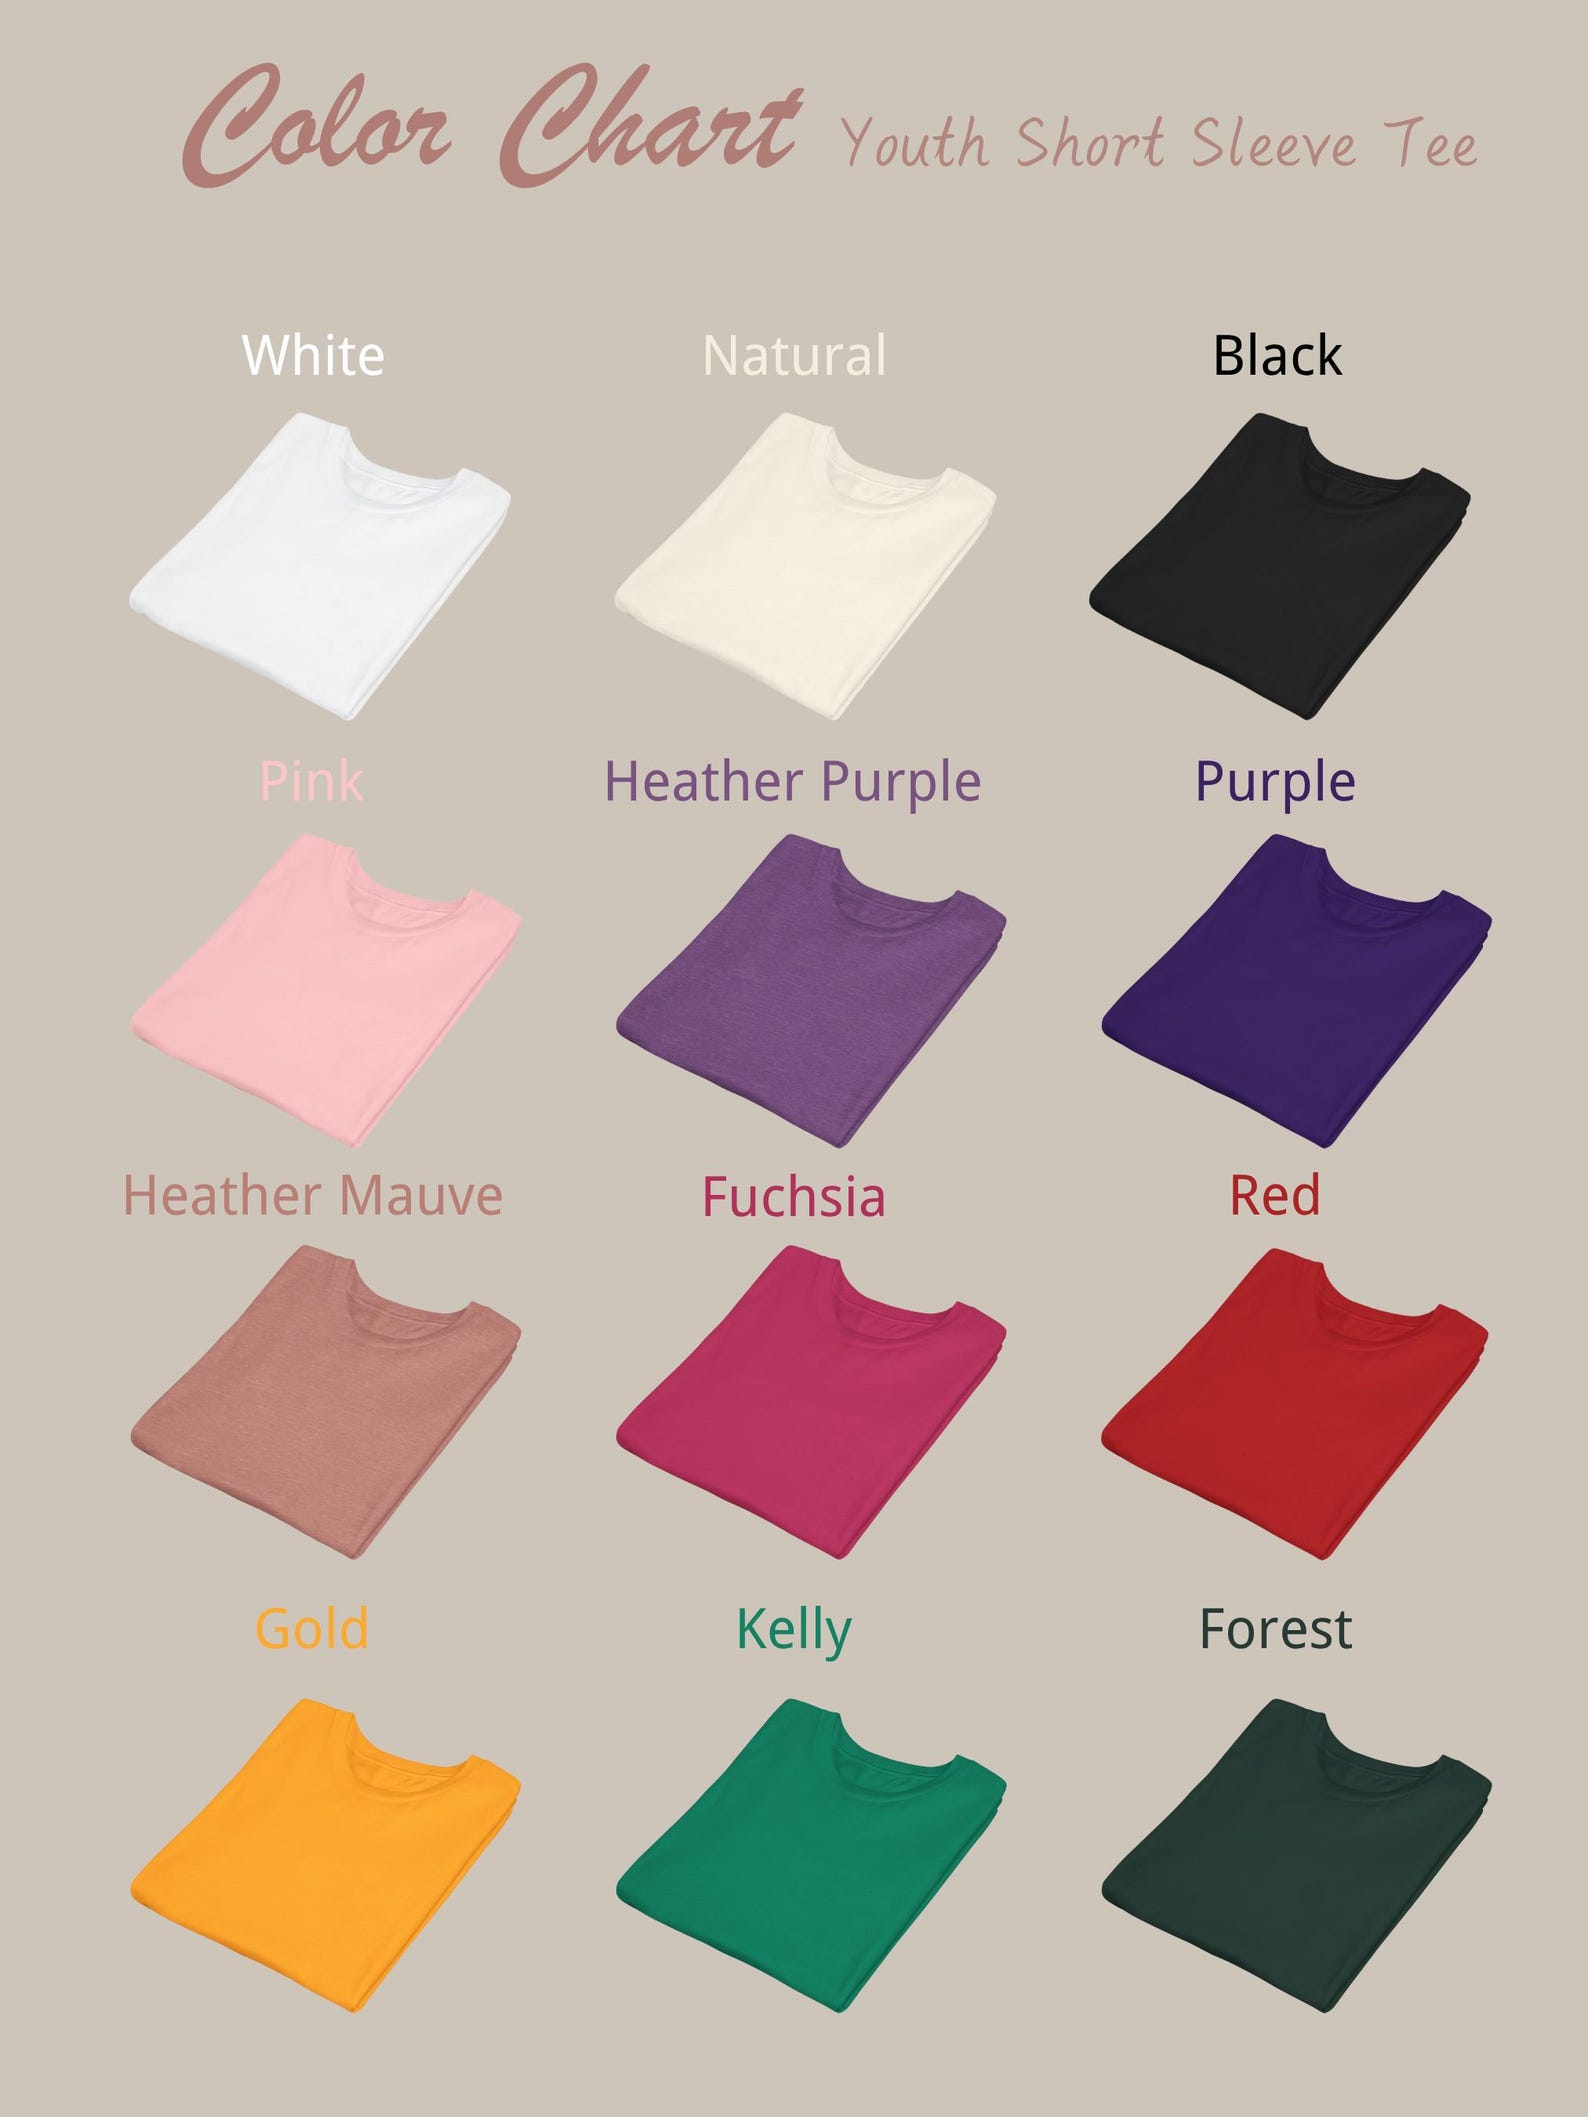 Color Chart Youth Short Sleeve Tee
White Natural Black
Pink Heather Purple Purple
Heather Mauve Fuchsia Red
Gold Kelly Forest